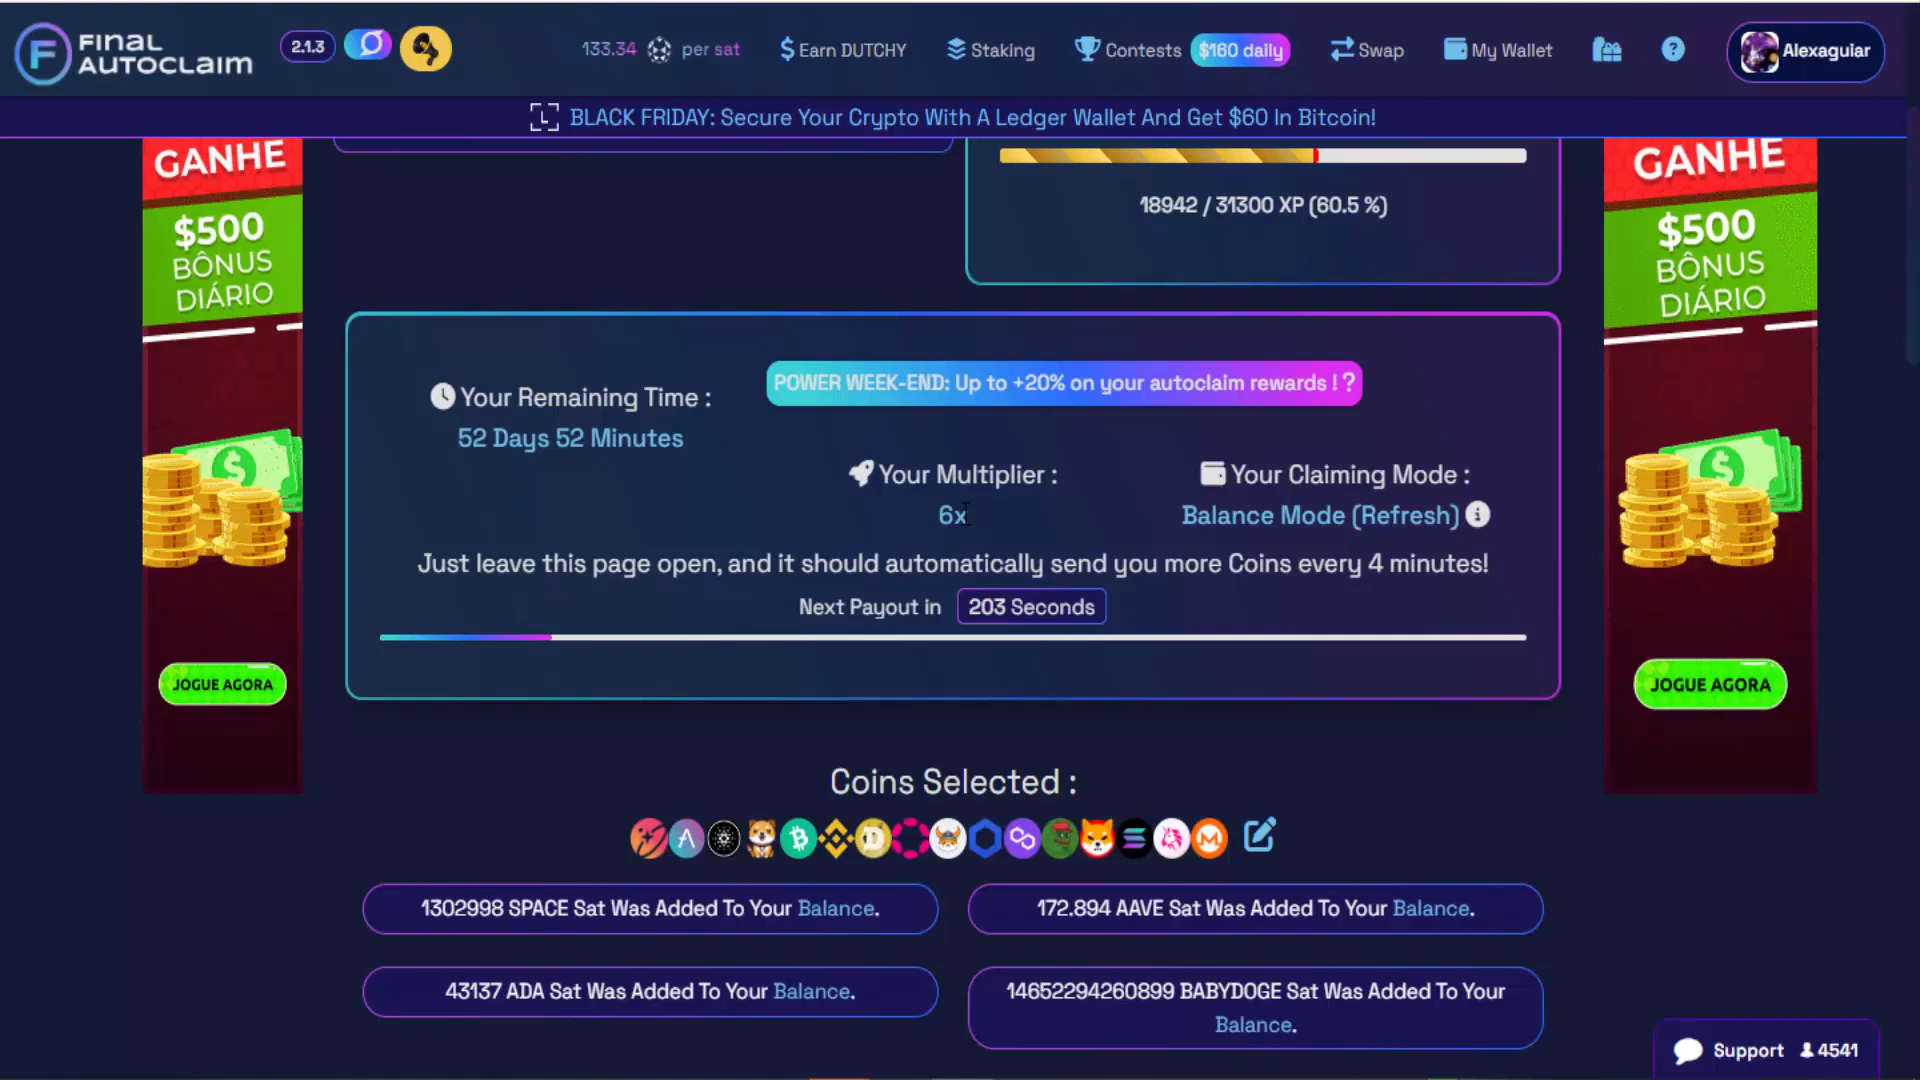 FINAL AUTOCLAIM
2.1.3
133.34 per sat
Earn DUTCHY
Staking
Contests
$160 daily
Swap
My Wallet
?
Alexaguiar
BLACK FRIDAY: Secure Your Crypto With A Ledger Wallet And Get $60 In Bitcoin!
GANHE
$500
BÔNUS
DIÁRIO
JOGUE AGORA
18942 / 31300 XP (60.5 %)
Your Remaining Time :
52 Days 52 Minutes
POWER WEEK-END: Up to +20% on your autoclaim rewards ! ?
Your Multiplier :
6x
Your Claiming Mode :
Balance Mode (Refresh)
Just leave this page open, and it should automatically send you more Coins every 4 minutes!
Next Payout in 203 Seconds
GANHE
$500
BÔNUS
DIÁRIO
JOGUE AGORA
Coins Selected :
1302998 SPACE Sat Was Added To Your Balance.
172.894 AAVE Sat Was Added To Your Balance.
43137 ADA Sat Was Added To Your Balance.
14652294260899 BABYDOGE Sat Was Added To Your
Balance.
Support 4541